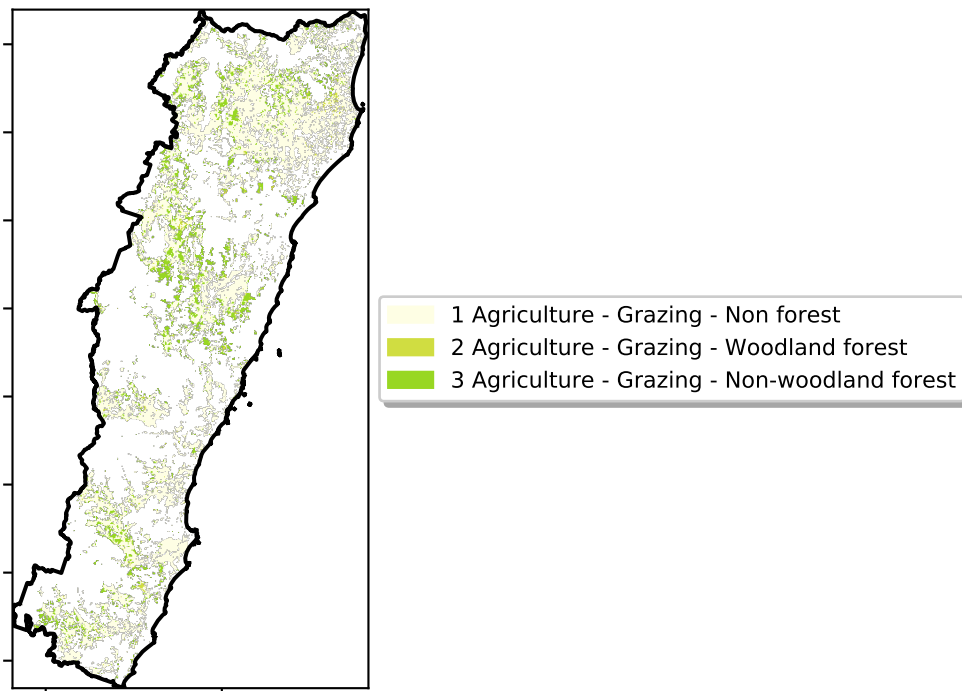 1 Agriculture - Grazing - Non forest
2 Agriculture - Grazing - Woodland forest
3 Agriculture - Grazing - Non-woodland forest